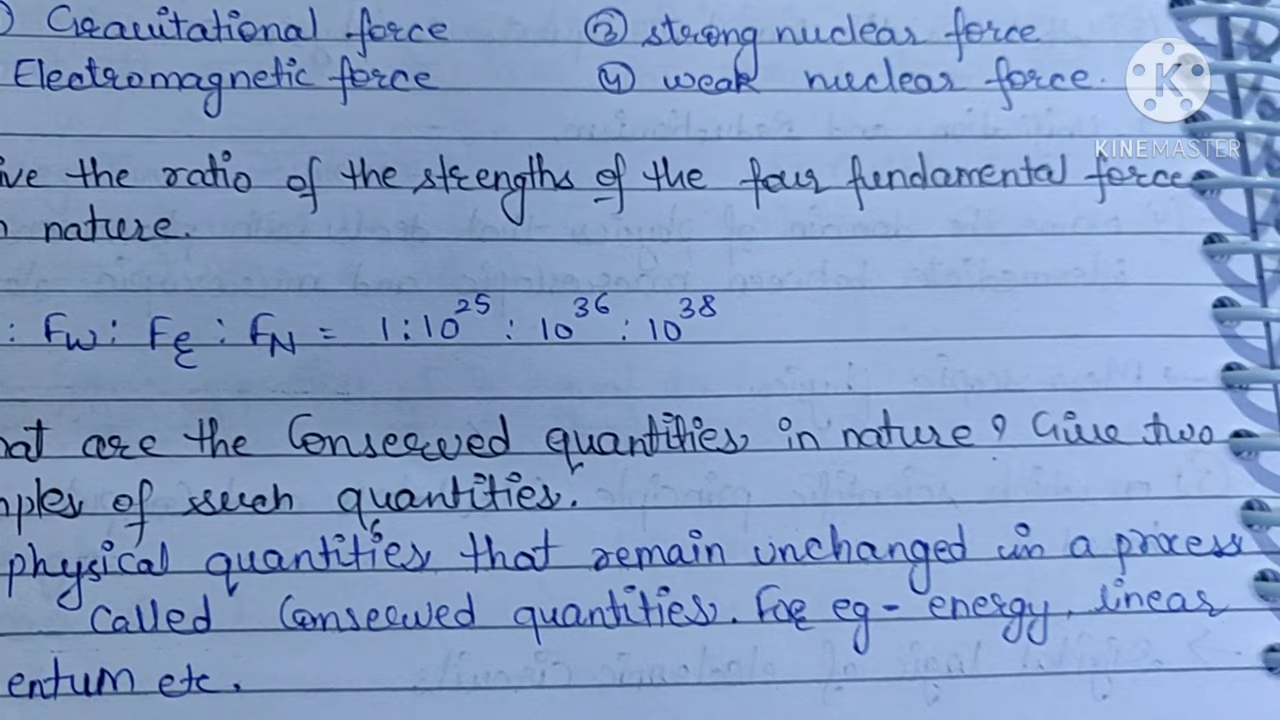 ) Gravitational force ③ strong nuclear force
Electromagnetic force ④ weak nuclear force.
K
KINEMASTER
ive the ratio of the strengths of the four fundamental forces
n nature.
: FW : FE : FN = 1 : 10^25 : 10^36 : 10^38
hat are the Conserved quantities in nature? Give two
mples of such quantities.
physical quantities that remain unchanged in a process
called Conserved quantities. For eg - energy, linear
entum etc.